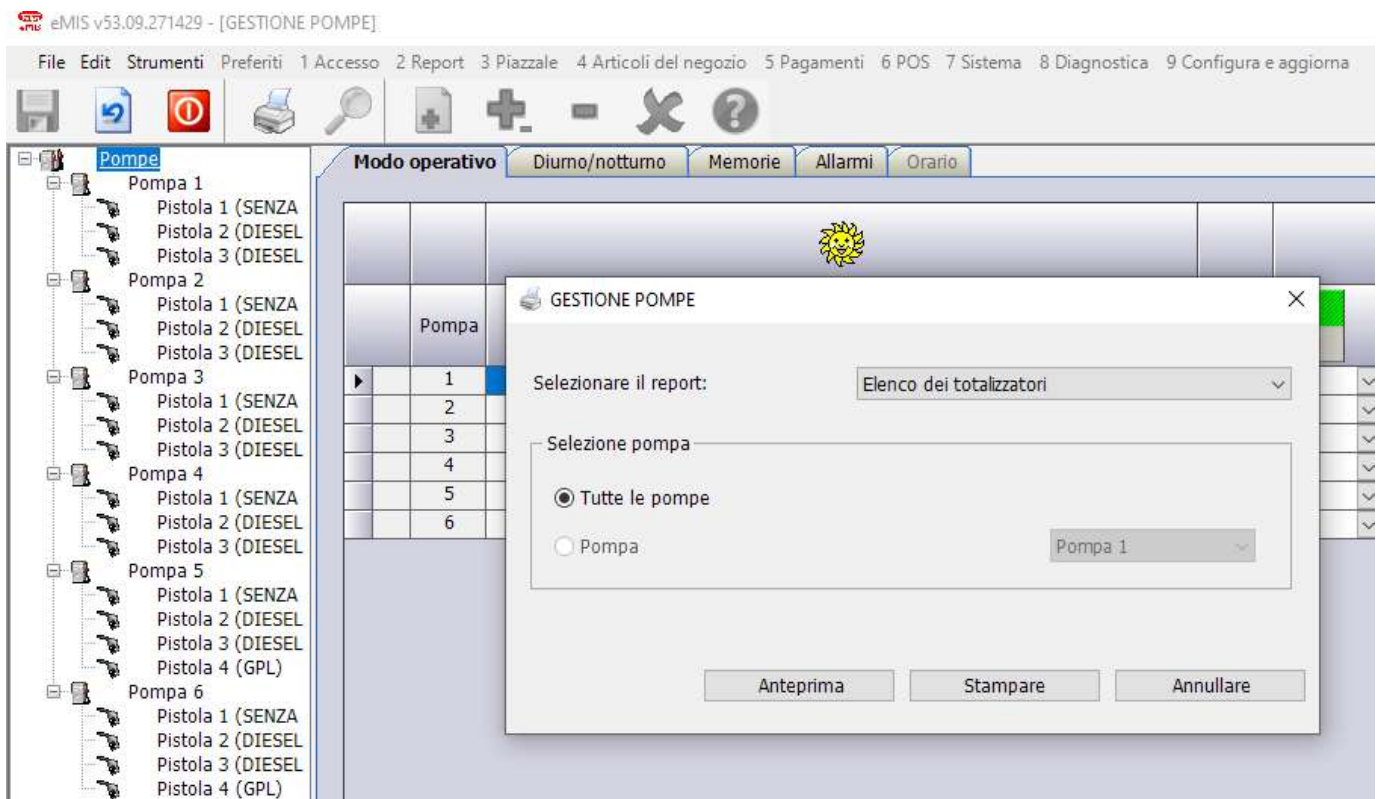 eMIS v53.09.271429 - [GESTIONE POMPE]
File Edit Strumenti Preferiti 1 Accesso 2 Report 3 Piazzale 4 Articoli del negozio 5 Pagamenti 6 POS 7 Sistema 8 Diagnostica 9 Configura e aggiorna
Pompe
Pompa 1
Pistola 1 (SENZA
Pistola 2 (DIESEL
Pistola 3 (DIESEL
Pompa 2
Pistola 1 (SENZA
Pistola 2 (DIESEL
Pistola 3 (DIESEL
Pompa 3
Pistola 1 (SENZA
Pistola 2 (DIESEL
Pistola 3 (DIESEL
Pompa 4
Pistola 1 (SENZA
Pistola 2 (DIESEL
Pistola 3 (DIESEL
Pompa 5
Pistola 1 (SENZA
Pistola 2 (DIESEL
Pistola 3 (DIESEL
Pistola 4 (GPL)
Pompa 6
Pistola 1 (SENZA
Pistola 2 (DIESEL
Pistola 3 (DIESEL
Pistola 4 (GPL)
Modo operativo Diurno/notturno Memorie Allarmi Orario
Pompa
1
2
3
4
5
6
GESTIONE POMPE
Selezionare il report: Elenco dei totalizzatori
Selezione pompa
Tutte le pompe
Pompa Pompa 1
Anteprima Stampare Annullare